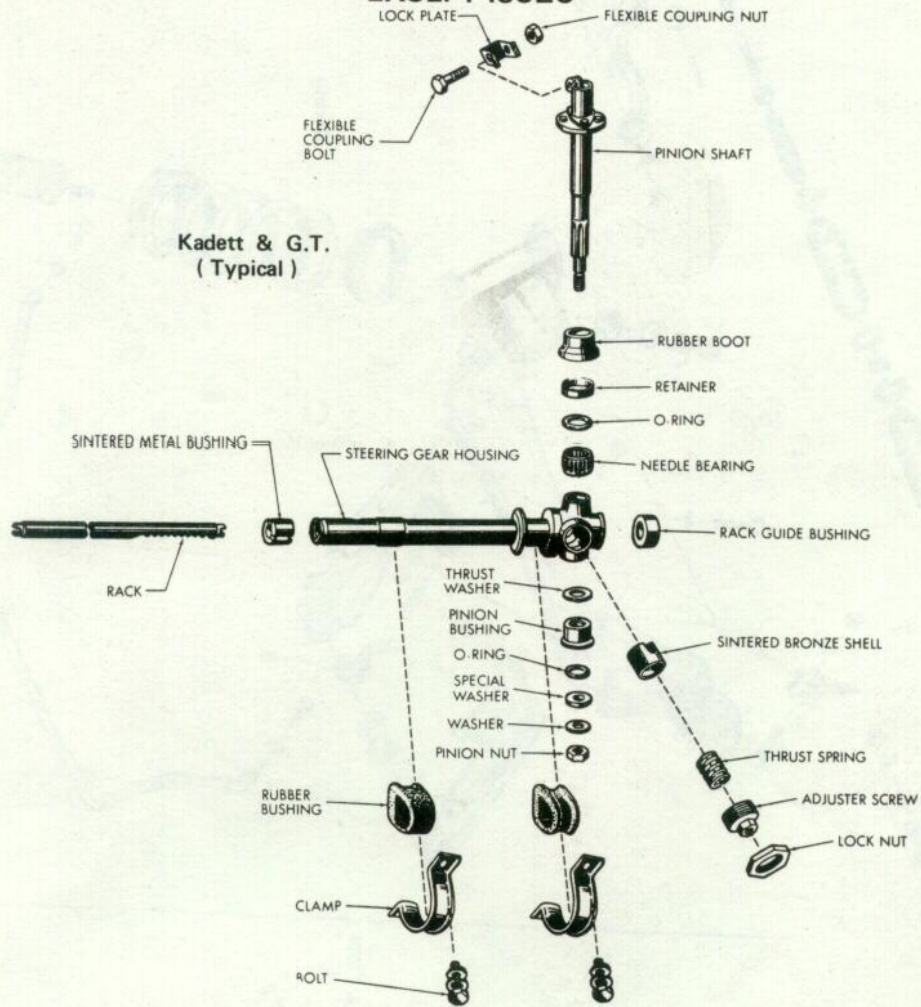 LOCK PLATE
FLEXIBLE COUPLING NUT
FLEXIBLE
COUPLING
BOLT
PINION SHAFT
Kadett & G.T.
( Typical )
RUBBER BOOT
RETAINER
O-RING
SINTERED METAL BUSHING
STEERING GEAR HOUSING
NEEDLE BEARING
RACK GUIDE BUSHING
RACK
THRUST
WASHER
PINION
BUSHING
SINTERED BRONZE SHELL
O-RING
SPECIAL
WASHER
WASHER
PINION NUT
THRUST SPRING
RUBBER
BUSHING
ADJUSTER SCREW
LOCK NUT
CLAMP
BOLT